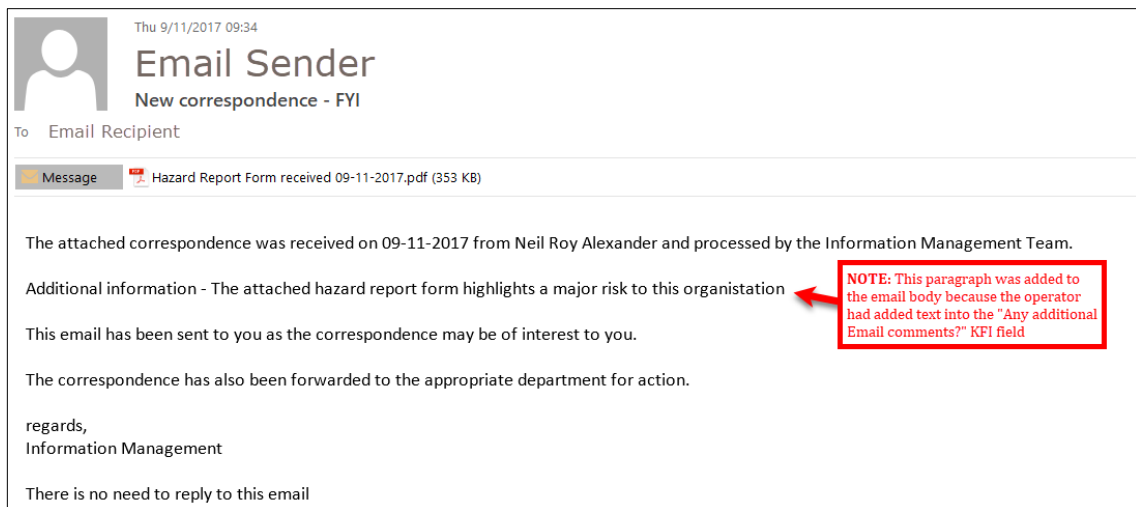 Thu 9/11/2017 09:34
Email Sender
New correspondence - FYI
To Email Recipient
Message Hazard Report Form received 09-11-2017.pdf (353 KB)
The attached correspondence was received on 09-11-2017 from Neil Roy Alexander and processed by the Information Management Team.
Additional information - The attached hazard report form highlights a major risk to this organistation
NOTE: This paragraph was added to
the email body because the operator
had added text into the "Any additional
Email comments?" KFI field
This email has been sent to you as the correspondence may be of interest to you.
The correspondence has also been forwarded to the appropriate department for action.
regards,
Information Management
There is no need to reply to this email